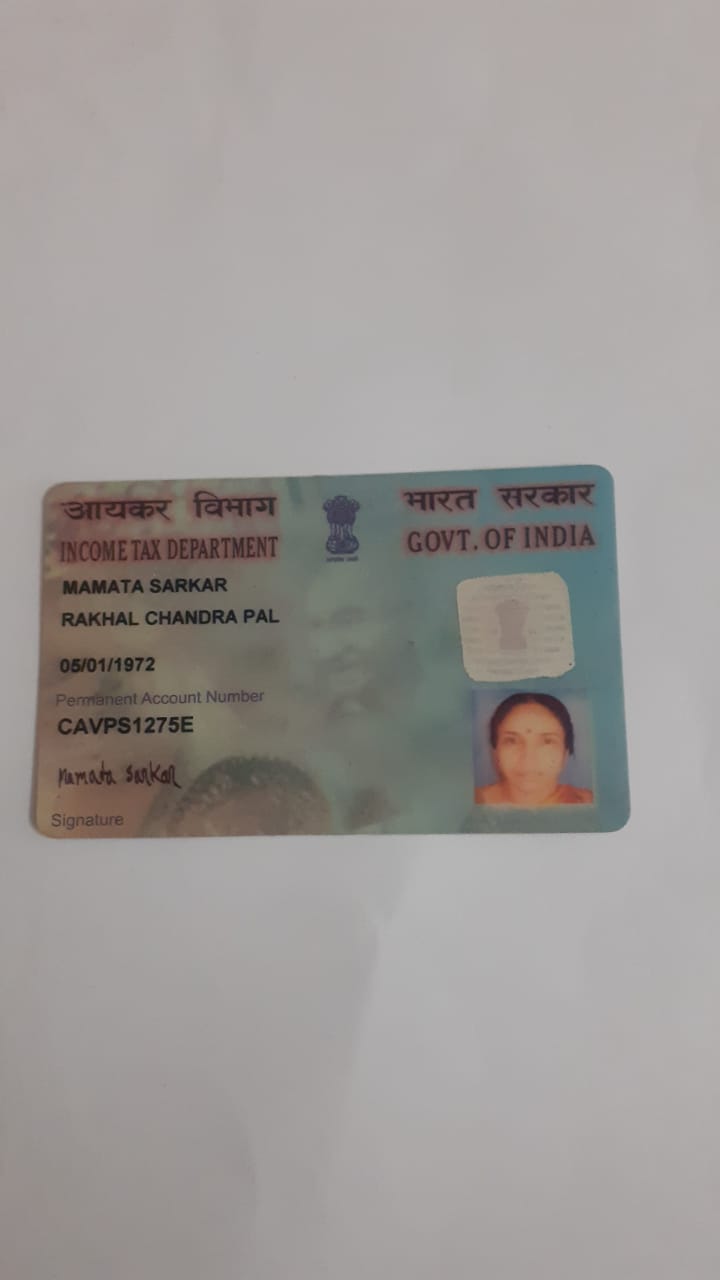 आयकर विभाग
भारत सरकार
INCOME TAX DEPARTMENT
GOVT. OF INDIA
MAMATA SARKAR
RAKHAL CHANDRA PAL
05/01/1972
Permanent Account Number
CAVPS1275E
Mamata Sarkar
Signature